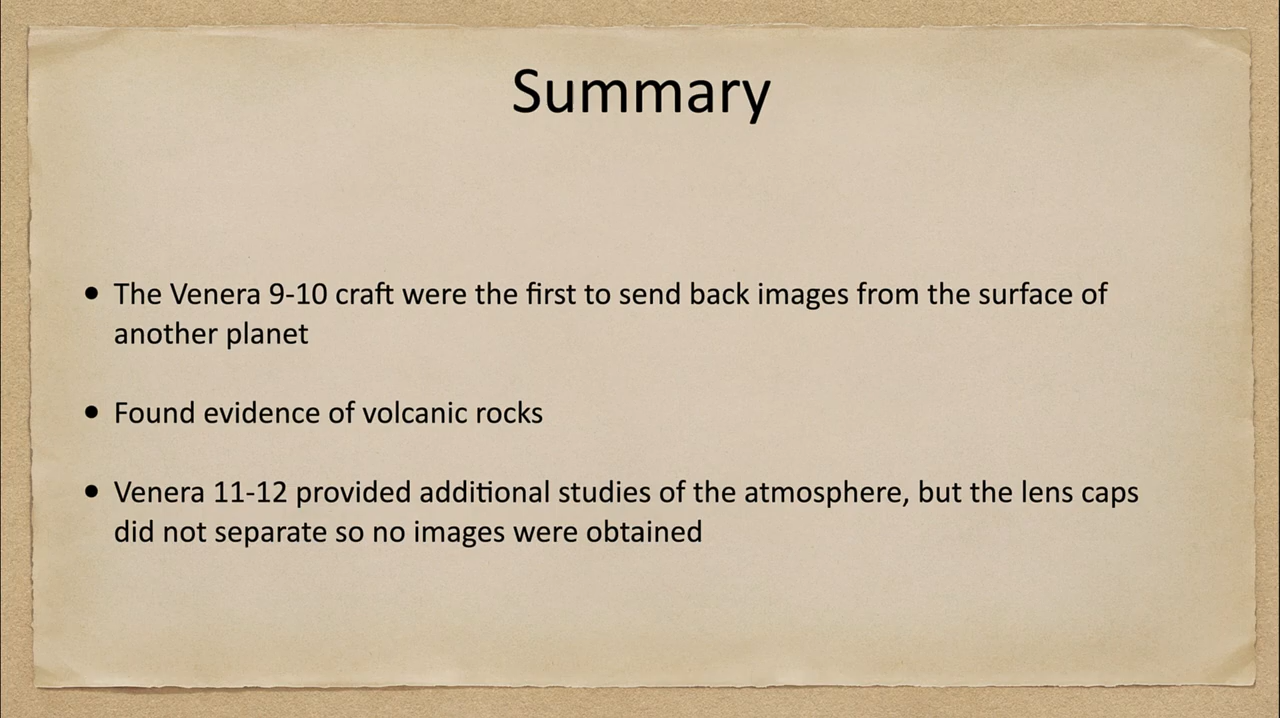 Summary
• The Venera 9-10 craft were the first to send back images from the surface of
another planet
• Found evidence of volcanic rocks
• Venera 11-12 provided additional studies of the atmosphere, but the lens caps
did not separate so no images were obtained